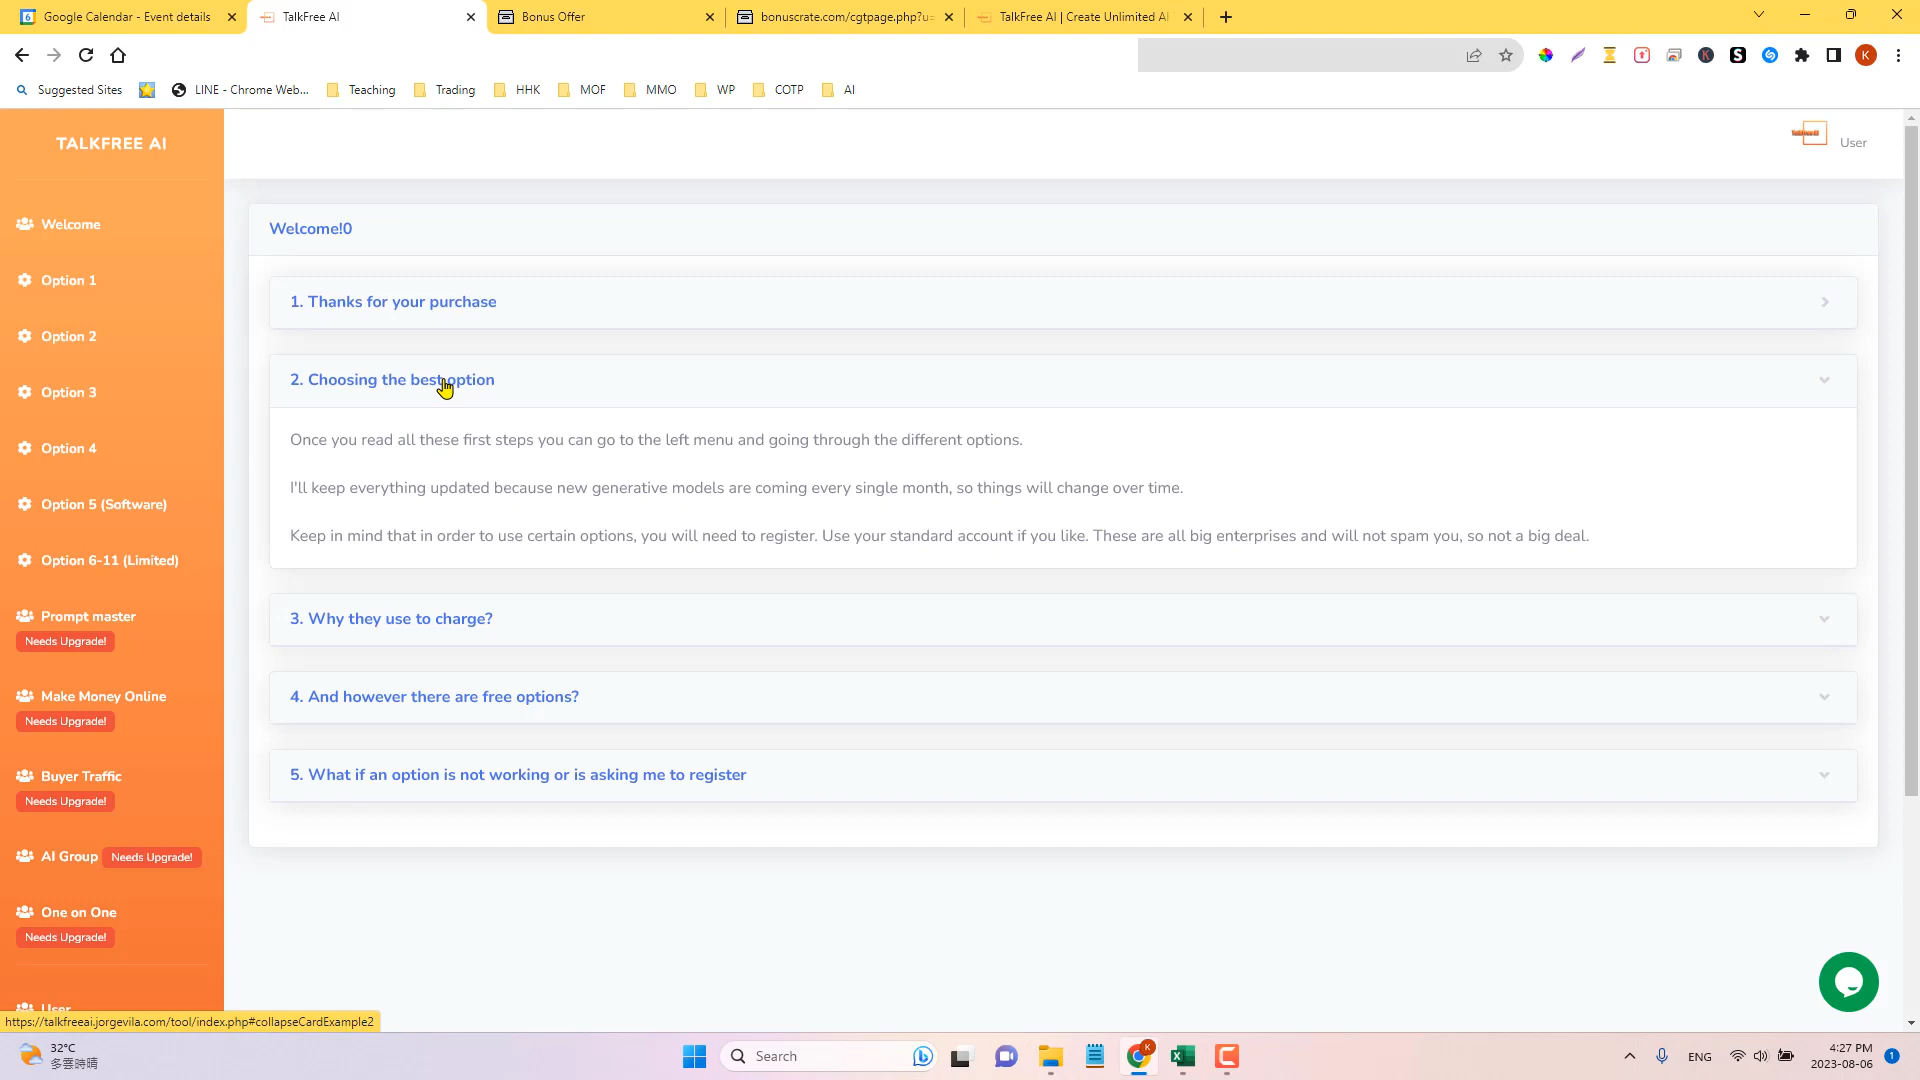 Google Calendar - Event details
TalkFree AI
Bonus Offer
bonuscrate.com/cgtpage.php?u=
TalkFree AI | Create Unlimited AI
Suggested Sites
LINE - Chrome Web...
Teaching
Trading
HHK
MOF
MMO
WP
COTP
AI
TALKFREE AI
User
Welcome
Option 1
Option 2
Option 3
Option 4
Option 5 (Software)
Option 6-11 (Limited)
Prompt master
Needs Upgrade!
Make Money Online
Needs Upgrade!
Buyer Traffic
Needs Upgrade!
AI Group Needs Upgrade!
One on One
Needs Upgrade!
User
Welcome!0
1. Thanks for your purchase
2. Choosing the best option
Once you read all these first steps you can go to the left menu and going through the different options.
I'll keep everything updated because new generative models are coming every single month, so things will change over time.
Keep in mind that in order to use certain options, you will need to register. Use your standard account if you like. These are all big enterprises and will not spam you, so not a big deal.
3. Why they use to charge?
4. And however there are free options?
5. What if an option is not working or is asking me to register
https://talkfreeai.jorgevila.com/tool/index.php#collapseCardExample2
32°C
多雲時晴
Search
ENG
4:27 PM
2023-08-06
1